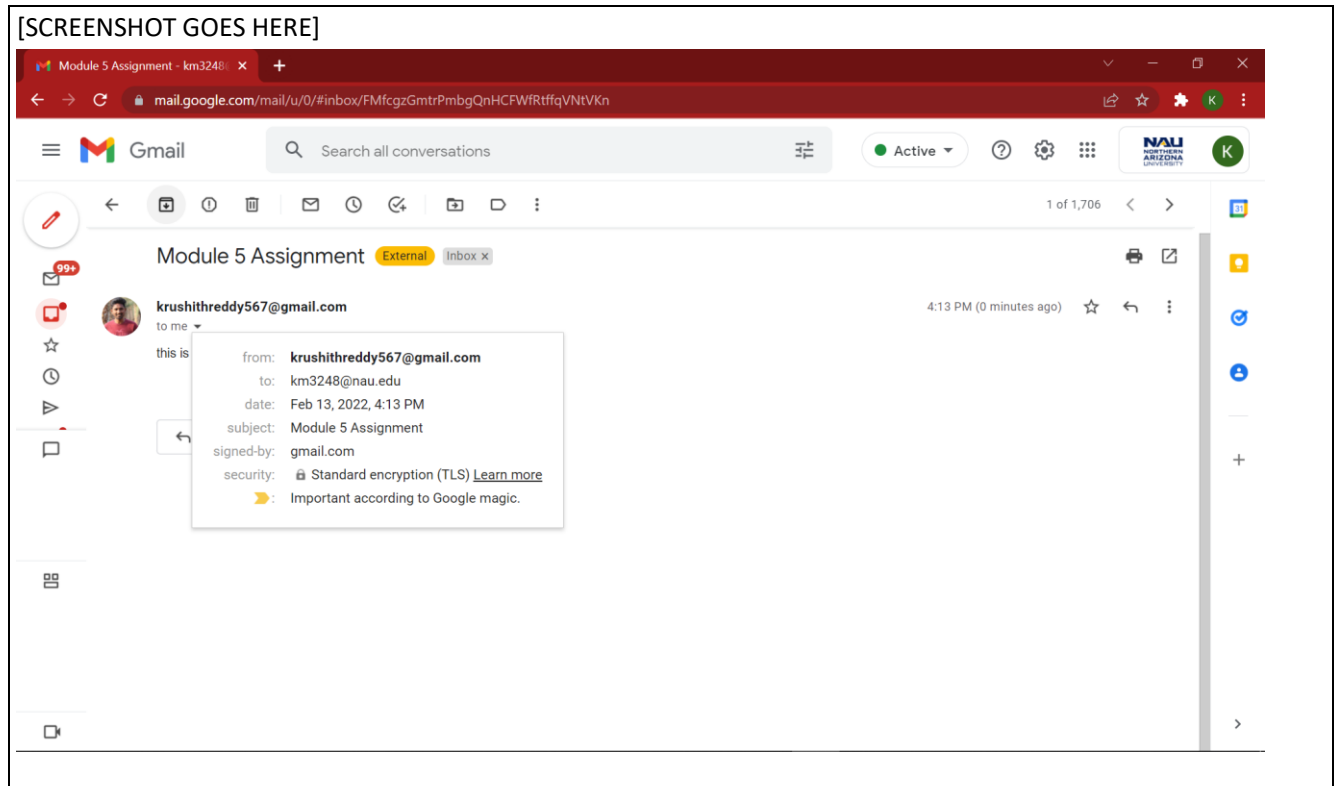 [SCREENSHOT GOES HERE]
Module 5 Assignment - km3248
mail.google.com/mail/u/0/#inbox/FMfcgzGmtrPmbgQnHCFWfRtffqVNtVKn
K
Gmail
Search all conversations
Active
NAU
NORTHERN
ARIZONA
UNIVERSITY
K
1 of 1,706
31
Module 5 Assignment External Inbox x
99+
krushithreddy567@gmail.com 4:13 PM (0 minutes ago)
to me
this is
from: krushithreddy567@gmail.com
to: km3248@nau.edu
date: Feb 13, 2022, 4:13 PM
subject: Module 5 Assignment
signed-by: gmail.com
security: Standard encryption (TLS) Learn more
: Important according to Google magic.